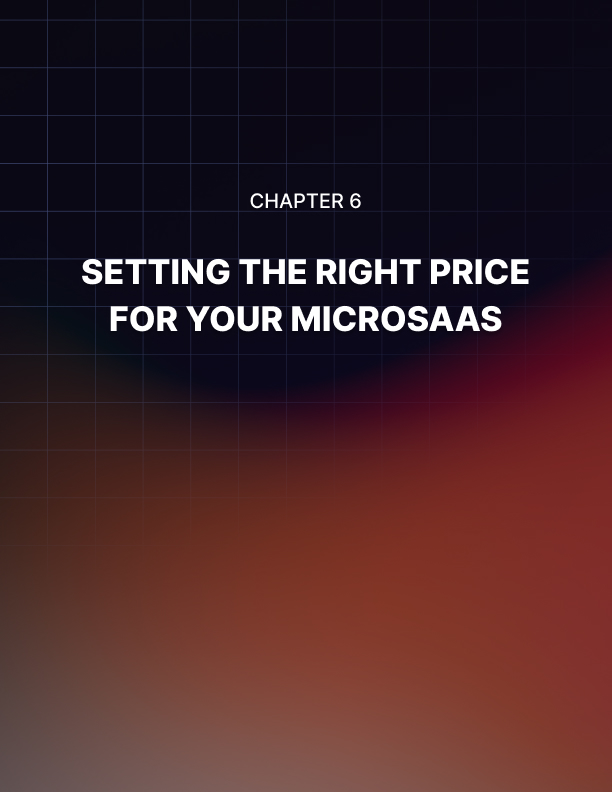 CHAPTER 6
SETTING THE RIGHT PRICE
FOR YOUR MICROSAAS